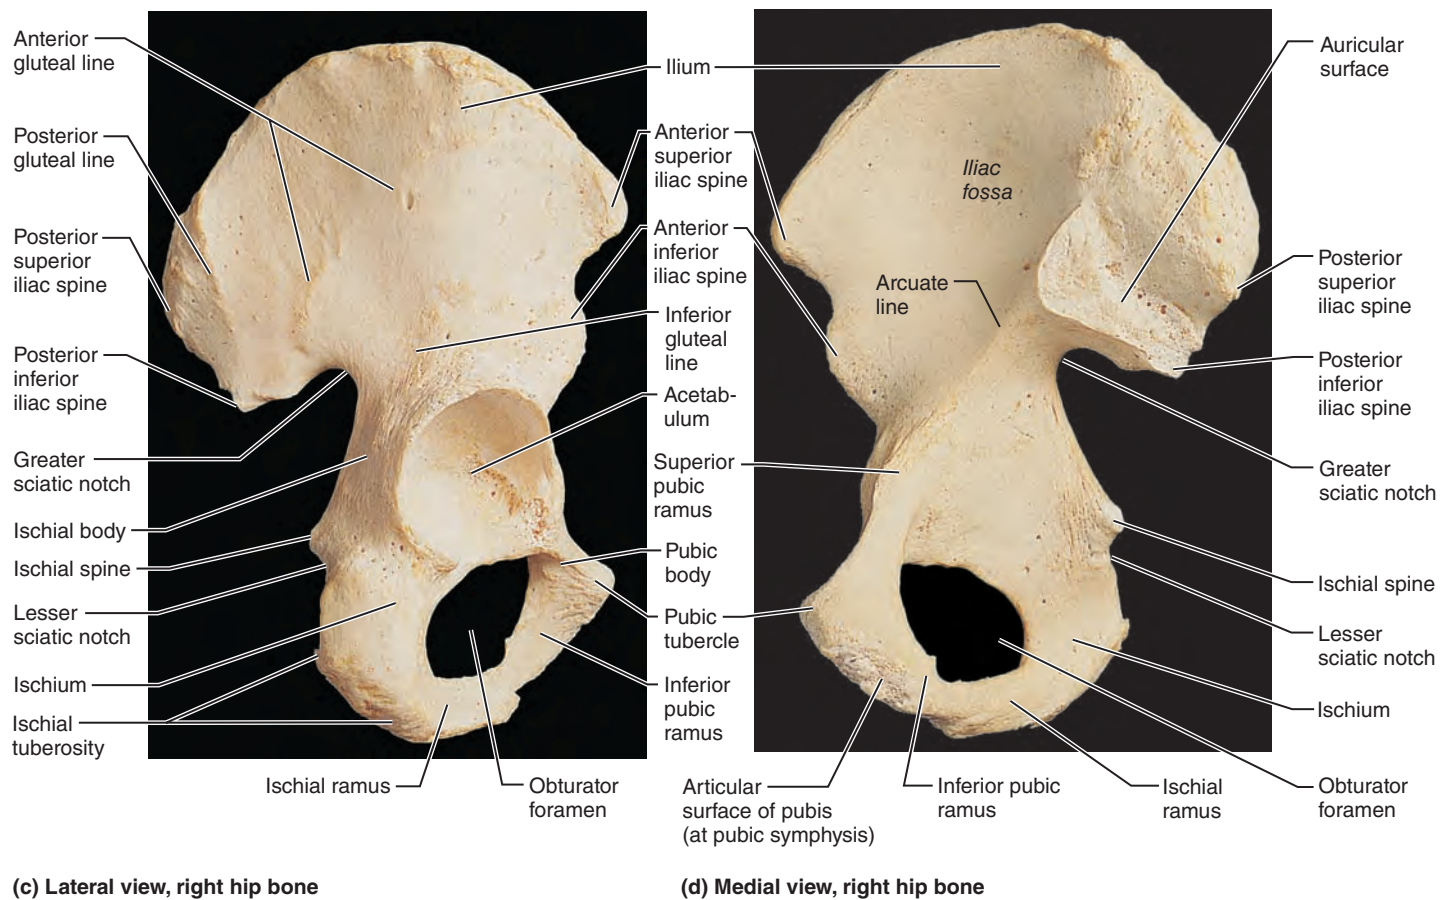 Anterior
gluteal line
Posterior
gluteal line
Posterior
superior
iliac spine
Posterior
inferior
iliac spine
Greater
sciatic notch
Ischial body
Ischial spine
Lesser
sciatic notch
Ischium
Ischial
tuberosity
Ischial ramus
Obturator
foramen
Ilium
Anterior
superior
iliac spine
Anterior
inferior
iliac spine
Inferior
gluteal
line
Acetab-
ulum
Superior
pubic
ramus
Pubic
body
Pubic
tubercle
Inferior
pubic
ramus
Iliac
fossa
Arcuate
line
Auricular
surface
Posterior
superior
iliac spine
Posterior
inferior
iliac spine
Greater
sciatic notch
Ischial spine
Lesser
sciatic notch
Ischium
Articular
surface of pubis
(at pubic symphysis)
Inferior pubic
ramus
Ischial
ramus
Obturator
foramen
(c) Lateral view, right hip bone
(d) Medial view, right hip bone